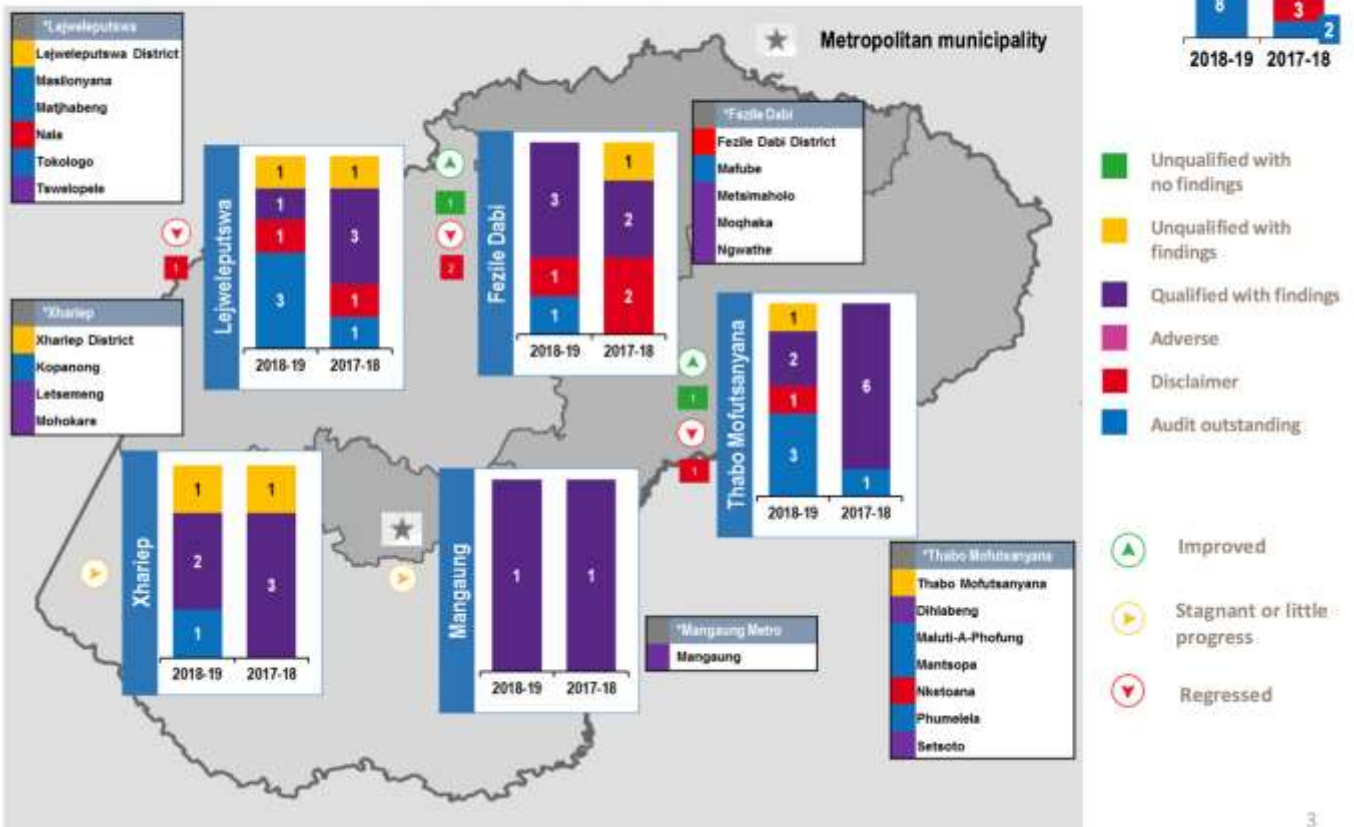 *Lejweleputswa
Lejweleputswa District
Masilonyana
Matjhabeng
Nala
Tokologo
Tswelopele
Metropolitan municipality
8
3
2
2018-19 2017-18
*Fezile Dabi
Fezile Dabi District
Mafube
Metsimaholo
Moqhaka
Ngwathe
Lejweleputswa
1
1
1
3
1
3
1
1
2018-19 2017-18
1
1
2
Fezile Dabi
3
1
1
1
2
2
2018-19 2017-18
Unqualified with
no findings
Unqualified with
findings
Qualified with findings
Adverse
Disclaimer
Audit outstanding
*Xhariep
Xhariep District
Kopanong
Letsemeng
Mohokare
1
1
Thabo Mofutsanyana
1
2
1
3
6
1
2018-19 2017-18
Xhariep
1
2
1
1
3
2018-19 2017-18
Mangaung
1
1
2018-19 2017-18
*Mangaung Metro
Mangaung
*Thabo Mofutsanyana
Thabo Mofutsanyana
Dihlabeng
Maluti-A-Phofung
Mantsopa
Nketoana
Phumelela
Setsoto
Improved
Stagnant or little
progress
Regressed
3